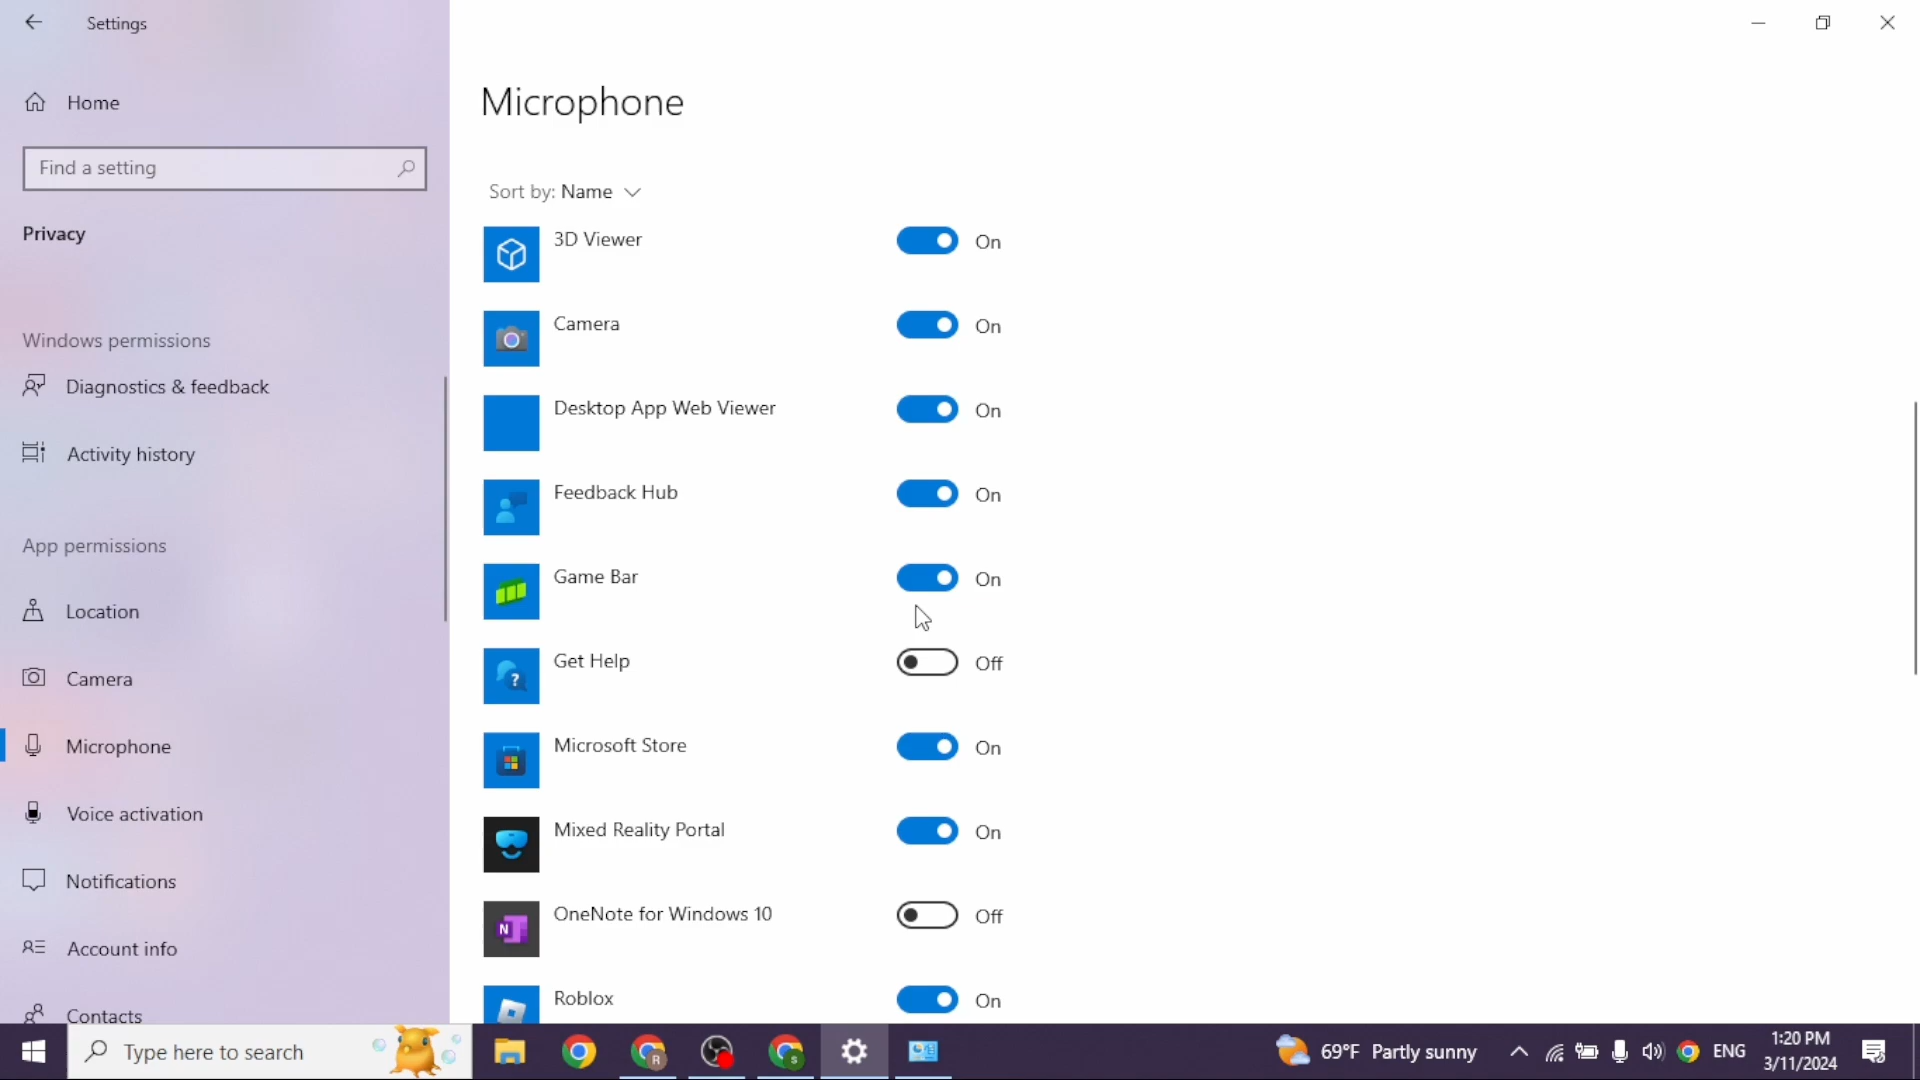 Settings
Home
Find a setting
Privacy
Windows permissions
Diagnostics & feedback
Activity history
App permissions
Location
Camera
Microphone
Voice activation
Notifications
Account info
Contacts
Microphone
Sort by: Name
3D Viewer On
Camera On
Desktop App Web Viewer On
Feedback Hub On
Game Bar On
Get Help Off
Microsoft Store On
Mixed Reality Portal On
OneNote for Windows 10 Off
Roblox On
Type here to search
69°F Partly sunny
ENG
1:20 PM
3/11/2024